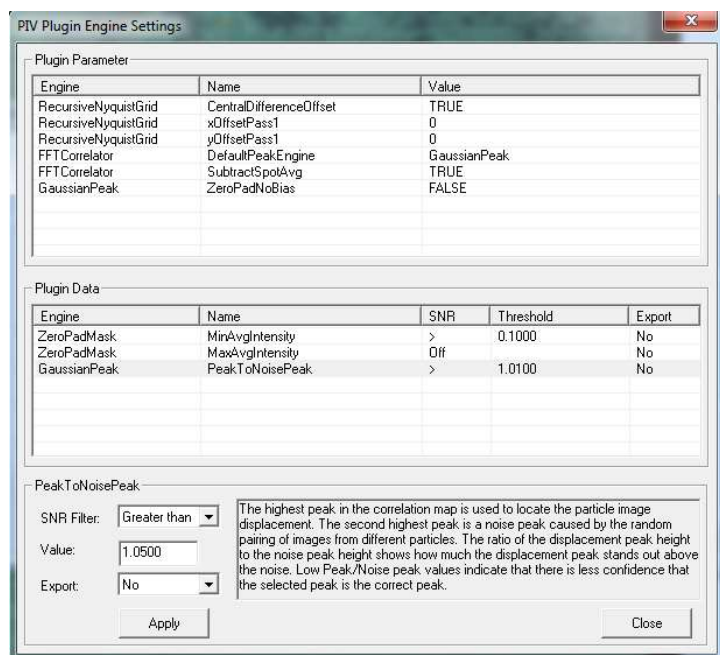 PIV Plugin Engine Settings
Plugin Parameter
Engine Name Value
RecursiveNyquistGrid CentralDifferenceOffset TRUE
RecursiveNyquistGrid xOffsetPass1 0
RecursiveNyquistGrid yOffsetPass1 0
FFTCorrelator DefaultPeakEngine GaussianPeak
FFTCorrelator SubtractSpotAvg TRUE
GaussianPeak ZeroPadNoBias FALSE
Plugin Data
Engine Name SNR Threshold Export
ZeroPadMask MinAvgIntensity > 0.1000 No
ZeroPadMask MaxAvgIntensity Off No
GaussianPeak PeakToNoisePeak > 1.0100 No
PeakToNoisePeak
SNR Filter: Greater than
Value: 1.0500
Export: No
The highest peak in the correlation map is used to locate the particle image
displacement. The second highest peak is a noise peak caused by the random
pairing of images from different particles. The ratio of the displacement peak height
to the noise peak height shows how much the displacement peak stands out above
the noise. Low Peak/Noise peak values indicate that there is less confidence that
the selected peak is the correct peak.
Apply Close